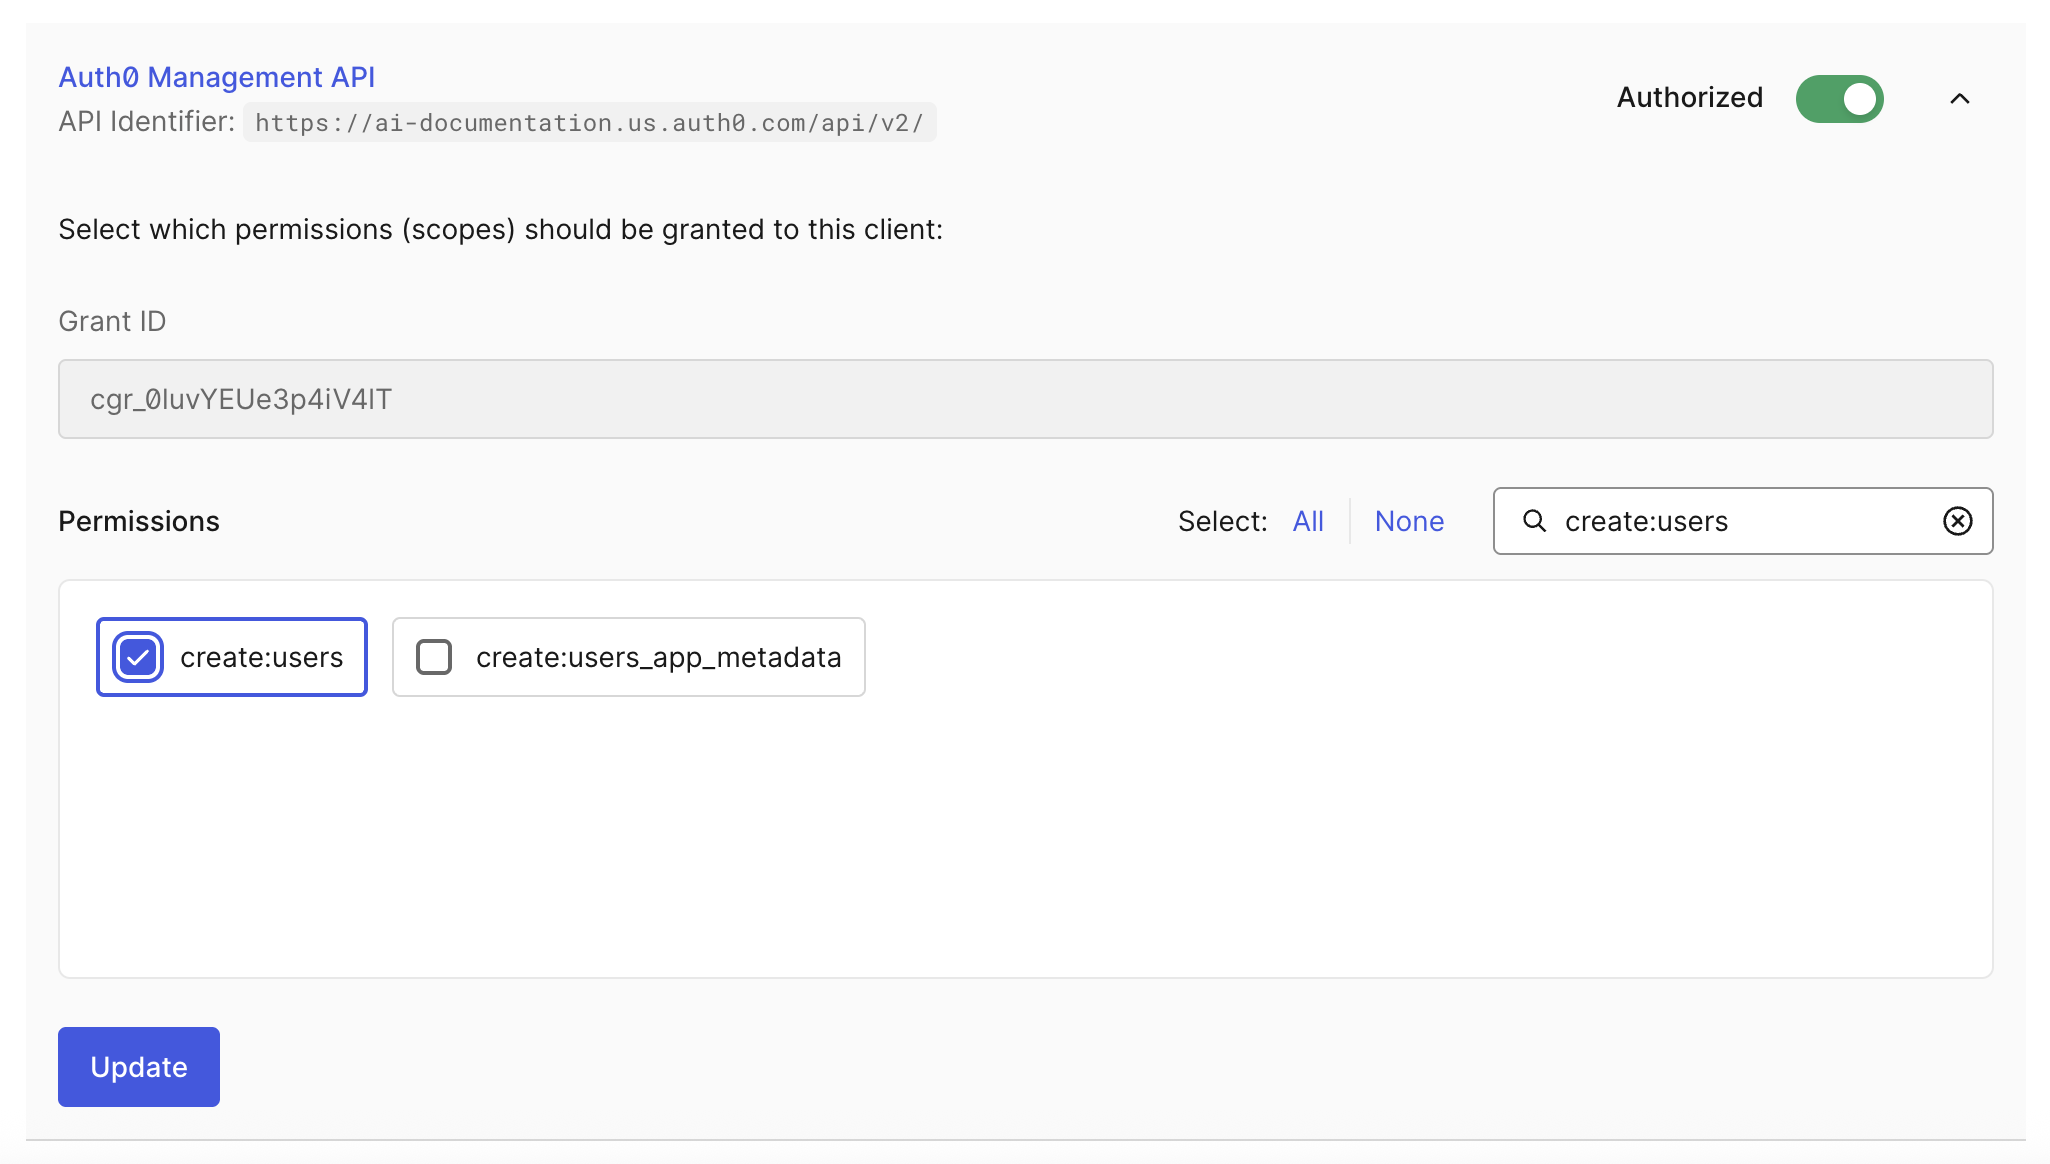 Auth0 Management API
API Identifier: https://ai-documentation.us.auth0.com/api/v2/
Authorized
Select which permissions (scopes) should be granted to this client:
Grant ID
cgr_0luvYEUe3p4iV4lT
Permissions
Select: All None
create:users
create:users
create:users_app_metadata
Update